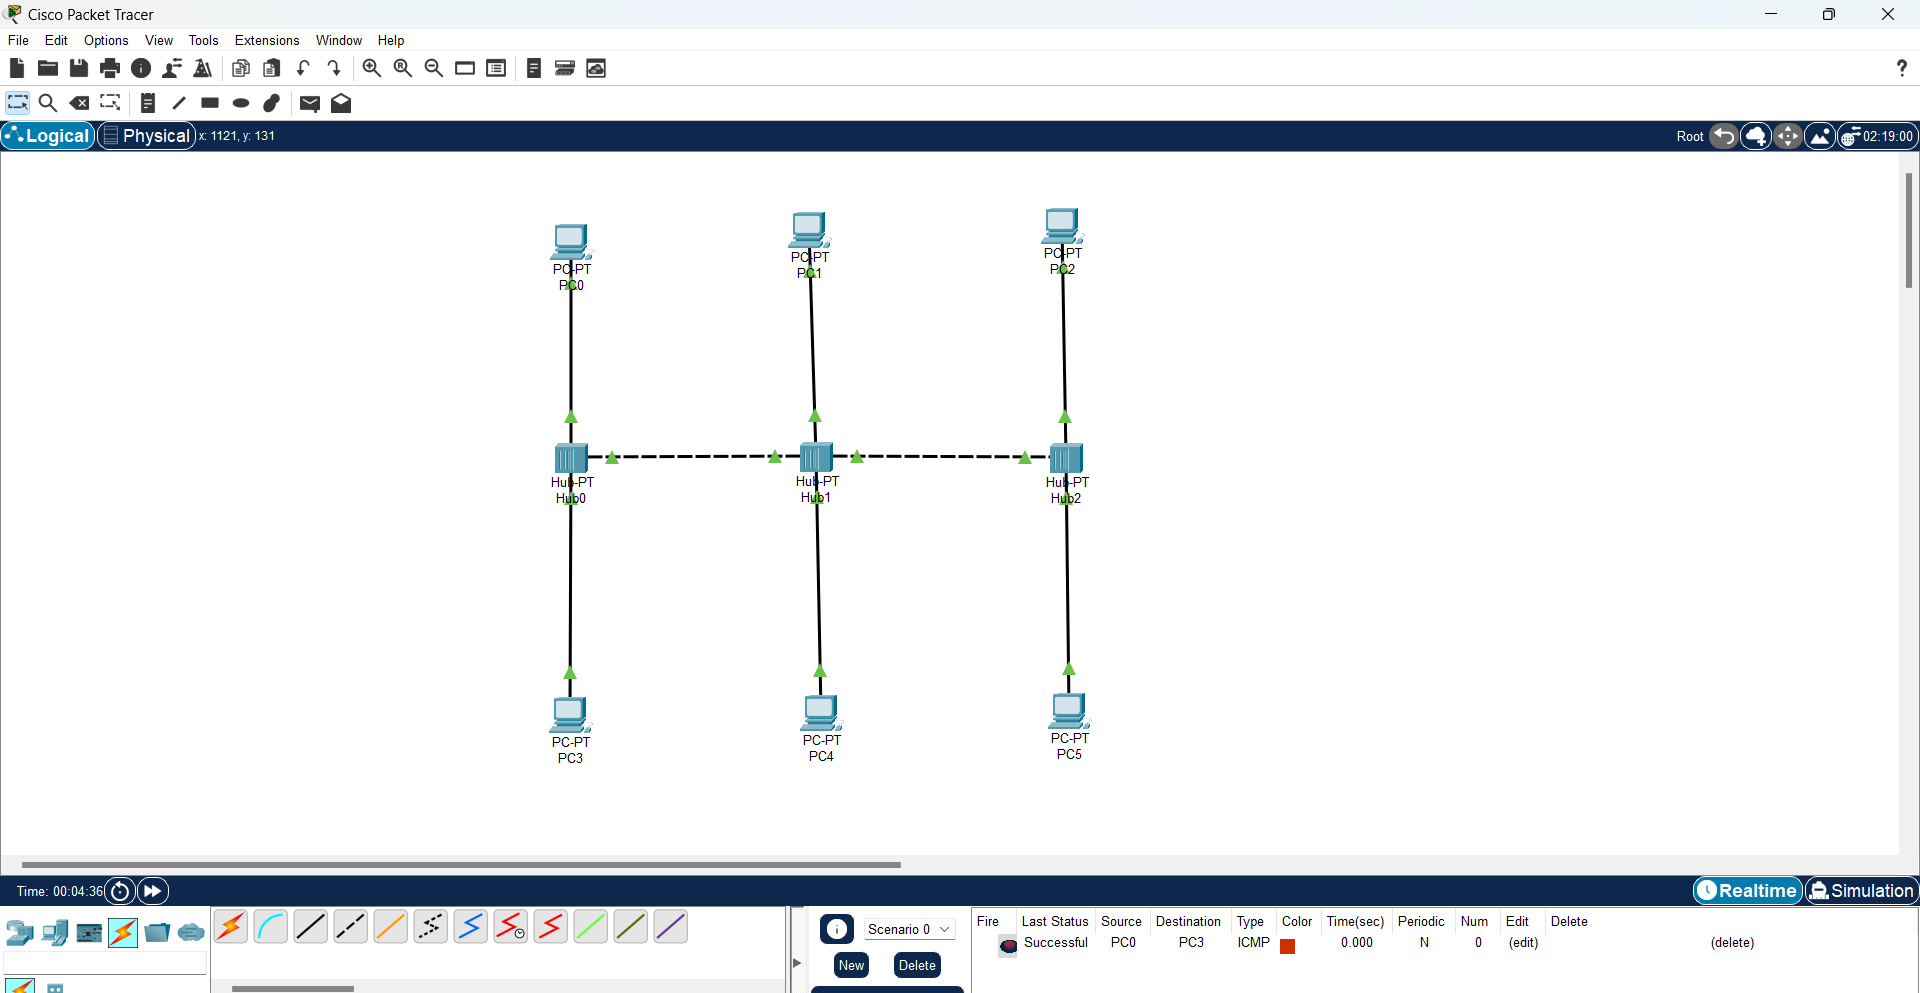 Cisco Packet Tracer
File Edit Options View Tools Extensions Window Help
Logical Physical x: 1121, y: 131 Root 02:19:00
PC-PT
PC0
PC-PT
PC1
PC-PT
PC2
Hub-PT
Hub0
Hub-PT
Hub1
Hub-PT
Hub2
PC-PT
PC3
PC-PT
PC4
PC-PT
PC5
Time: 00:04:36 Realtime Simulation
Scenario 0
New Delete
Fire Last Status Source Destination Type Color Time(sec) Periodic Num Edit Delete
Successful PC0 PC3 ICMP 0.000 N 0 (edit) (delete)